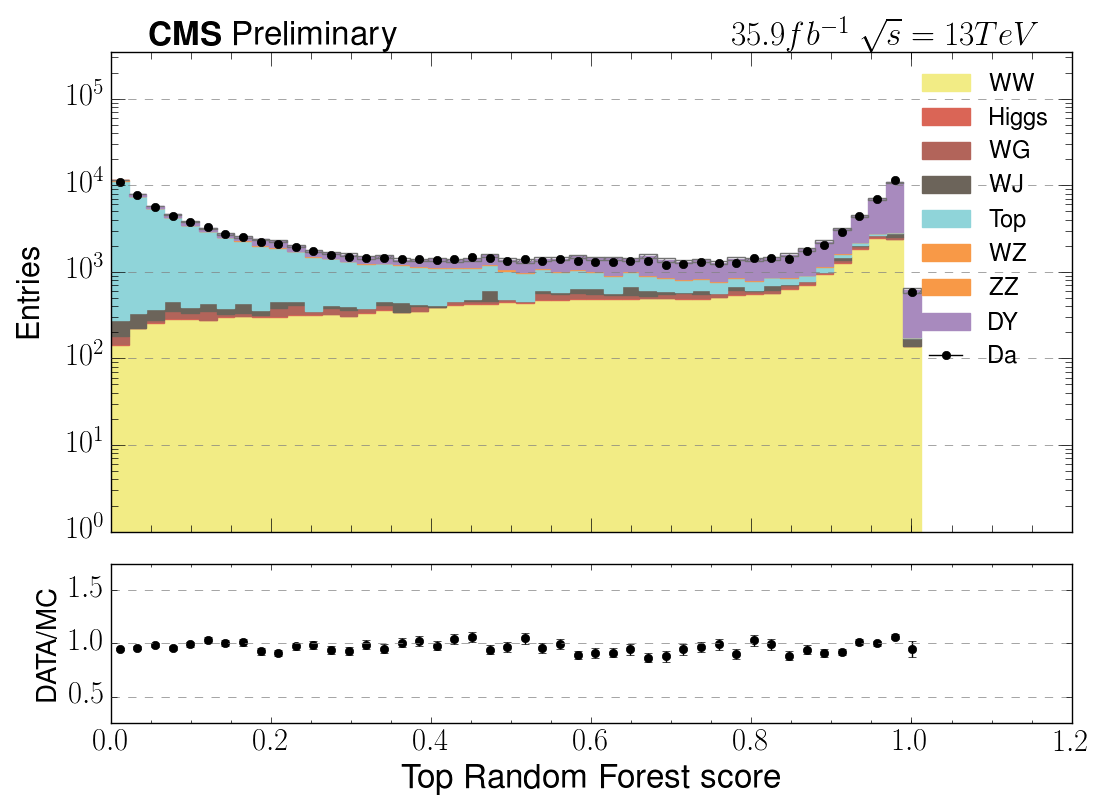 CMS Preliminary
35.9fb⁻¹ √s = 13TeV
WW
Higgs
WG
WJ
Top
WZ
ZZ
DY
Da
Entries
10⁵
10⁴
10³
10²
10¹
10⁰
DATA/MC
1.5
1.0
0.5
0.0 0.2 0.4 0.6 0.8 1.0 1.2
Top Random Forest score